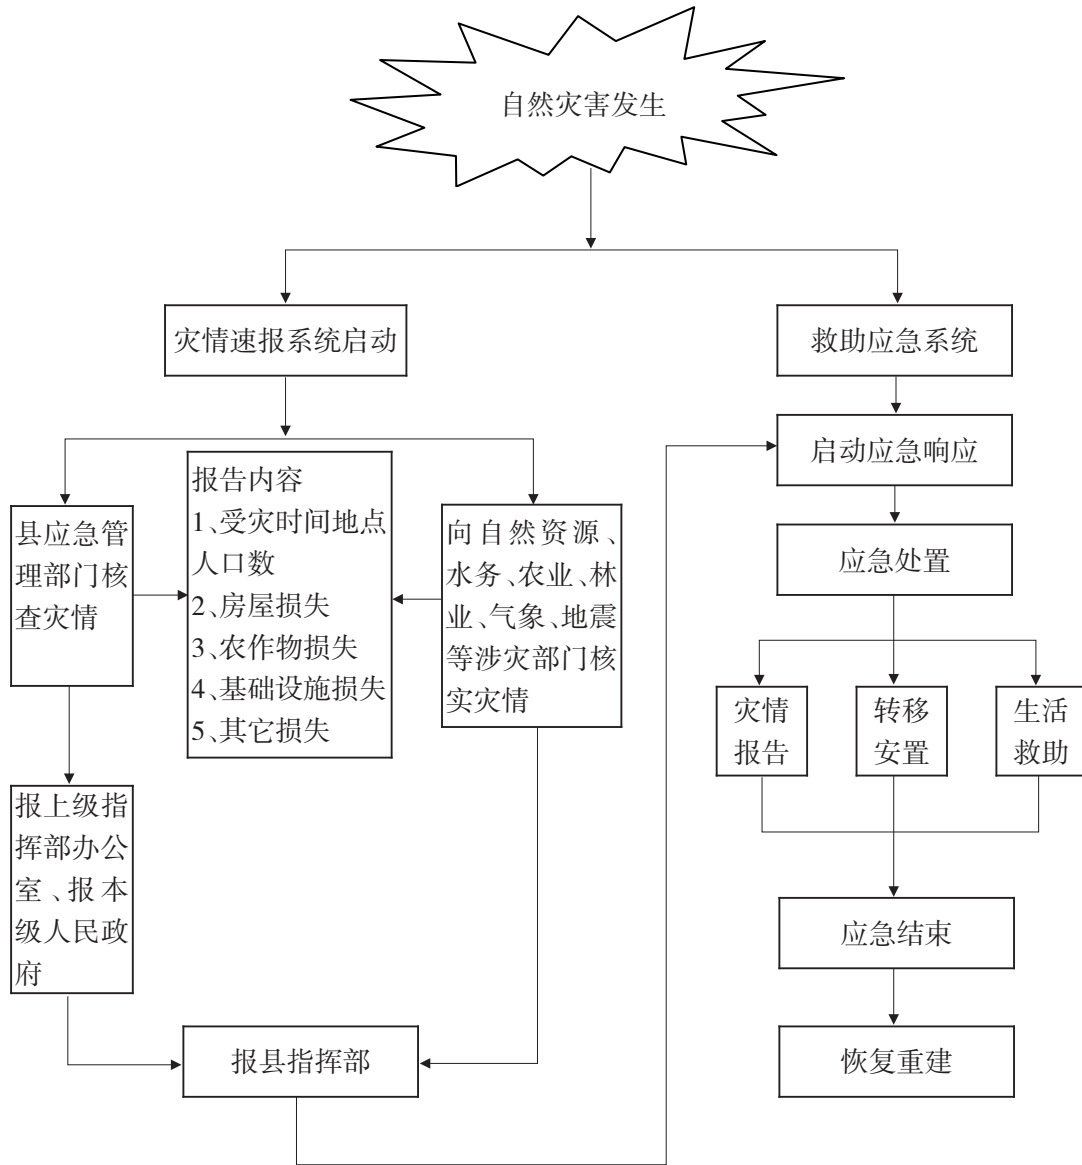 自然灾害发生
灾情速报系统启动
救助应急系统
启动应急响应
报告内容
1、受灾时间地点
人口数
2、房屋损失
3、农作物损失
4、基础设施损失
5、其它损失
县应急管
理部门核
查灾情
向自然资源、
水务、农业、林
业、气象、地震
等涉灾部门核
实灾情
应急处置
灾情
报告
转移
安置
生活
救助
报上级指
挥部办公
室、报本
级人民政
府
应急结束
报县指挥部
恢复重建